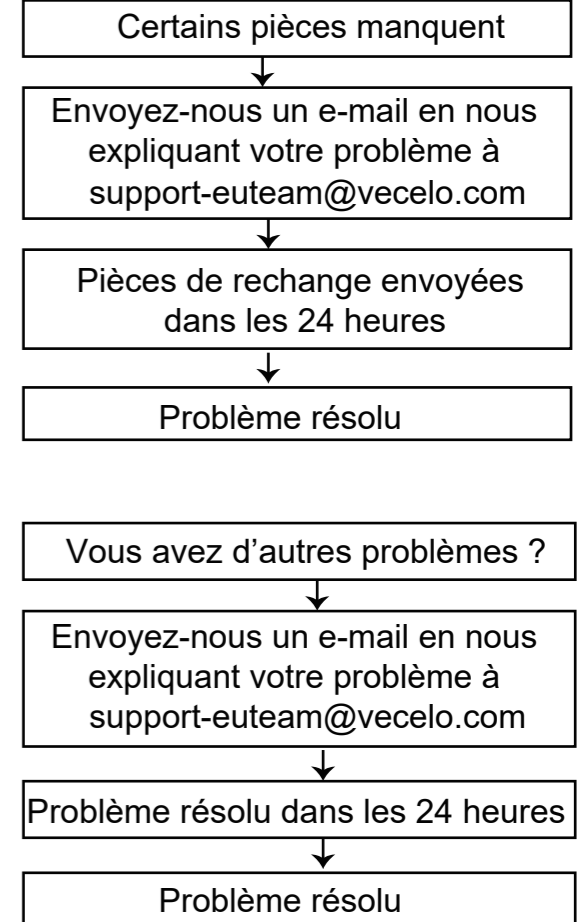 Certains pièces manquent
Envoyez-nous un e-mail en nous
expliquant votre problème à
support-euteam@vecelo.com
Pièces de rechange envoyées
dans les 24 heures
Problème résolu
Vous avez d'autres problèmes ?
Envoyez-nous un e-mail en nous
expliquant votre problème à
support-euteam@vecelo.com
Problème résolu dans les 24 heures
Problème résolu